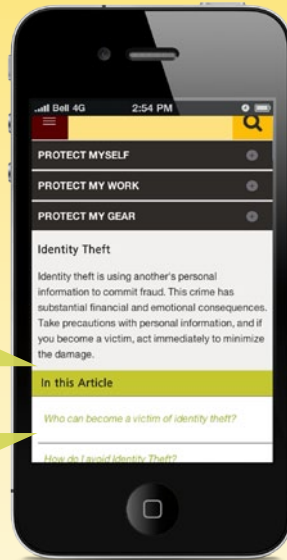 Bell 4G 2:54 PM
PROTECT MYSELF
PROTECT MY WORK
PROTECT MY GEAR
Identity Theft
Identity theft is using another's personal
information to commit fraud. This crime has
substantial financial and emotional consequences.
Take precautions with personal information, and if
you become a victim, act immediately to minimize
the damage.
In this Article
Who can become a victim of identity theft?
How do I avoid Identity Theft?